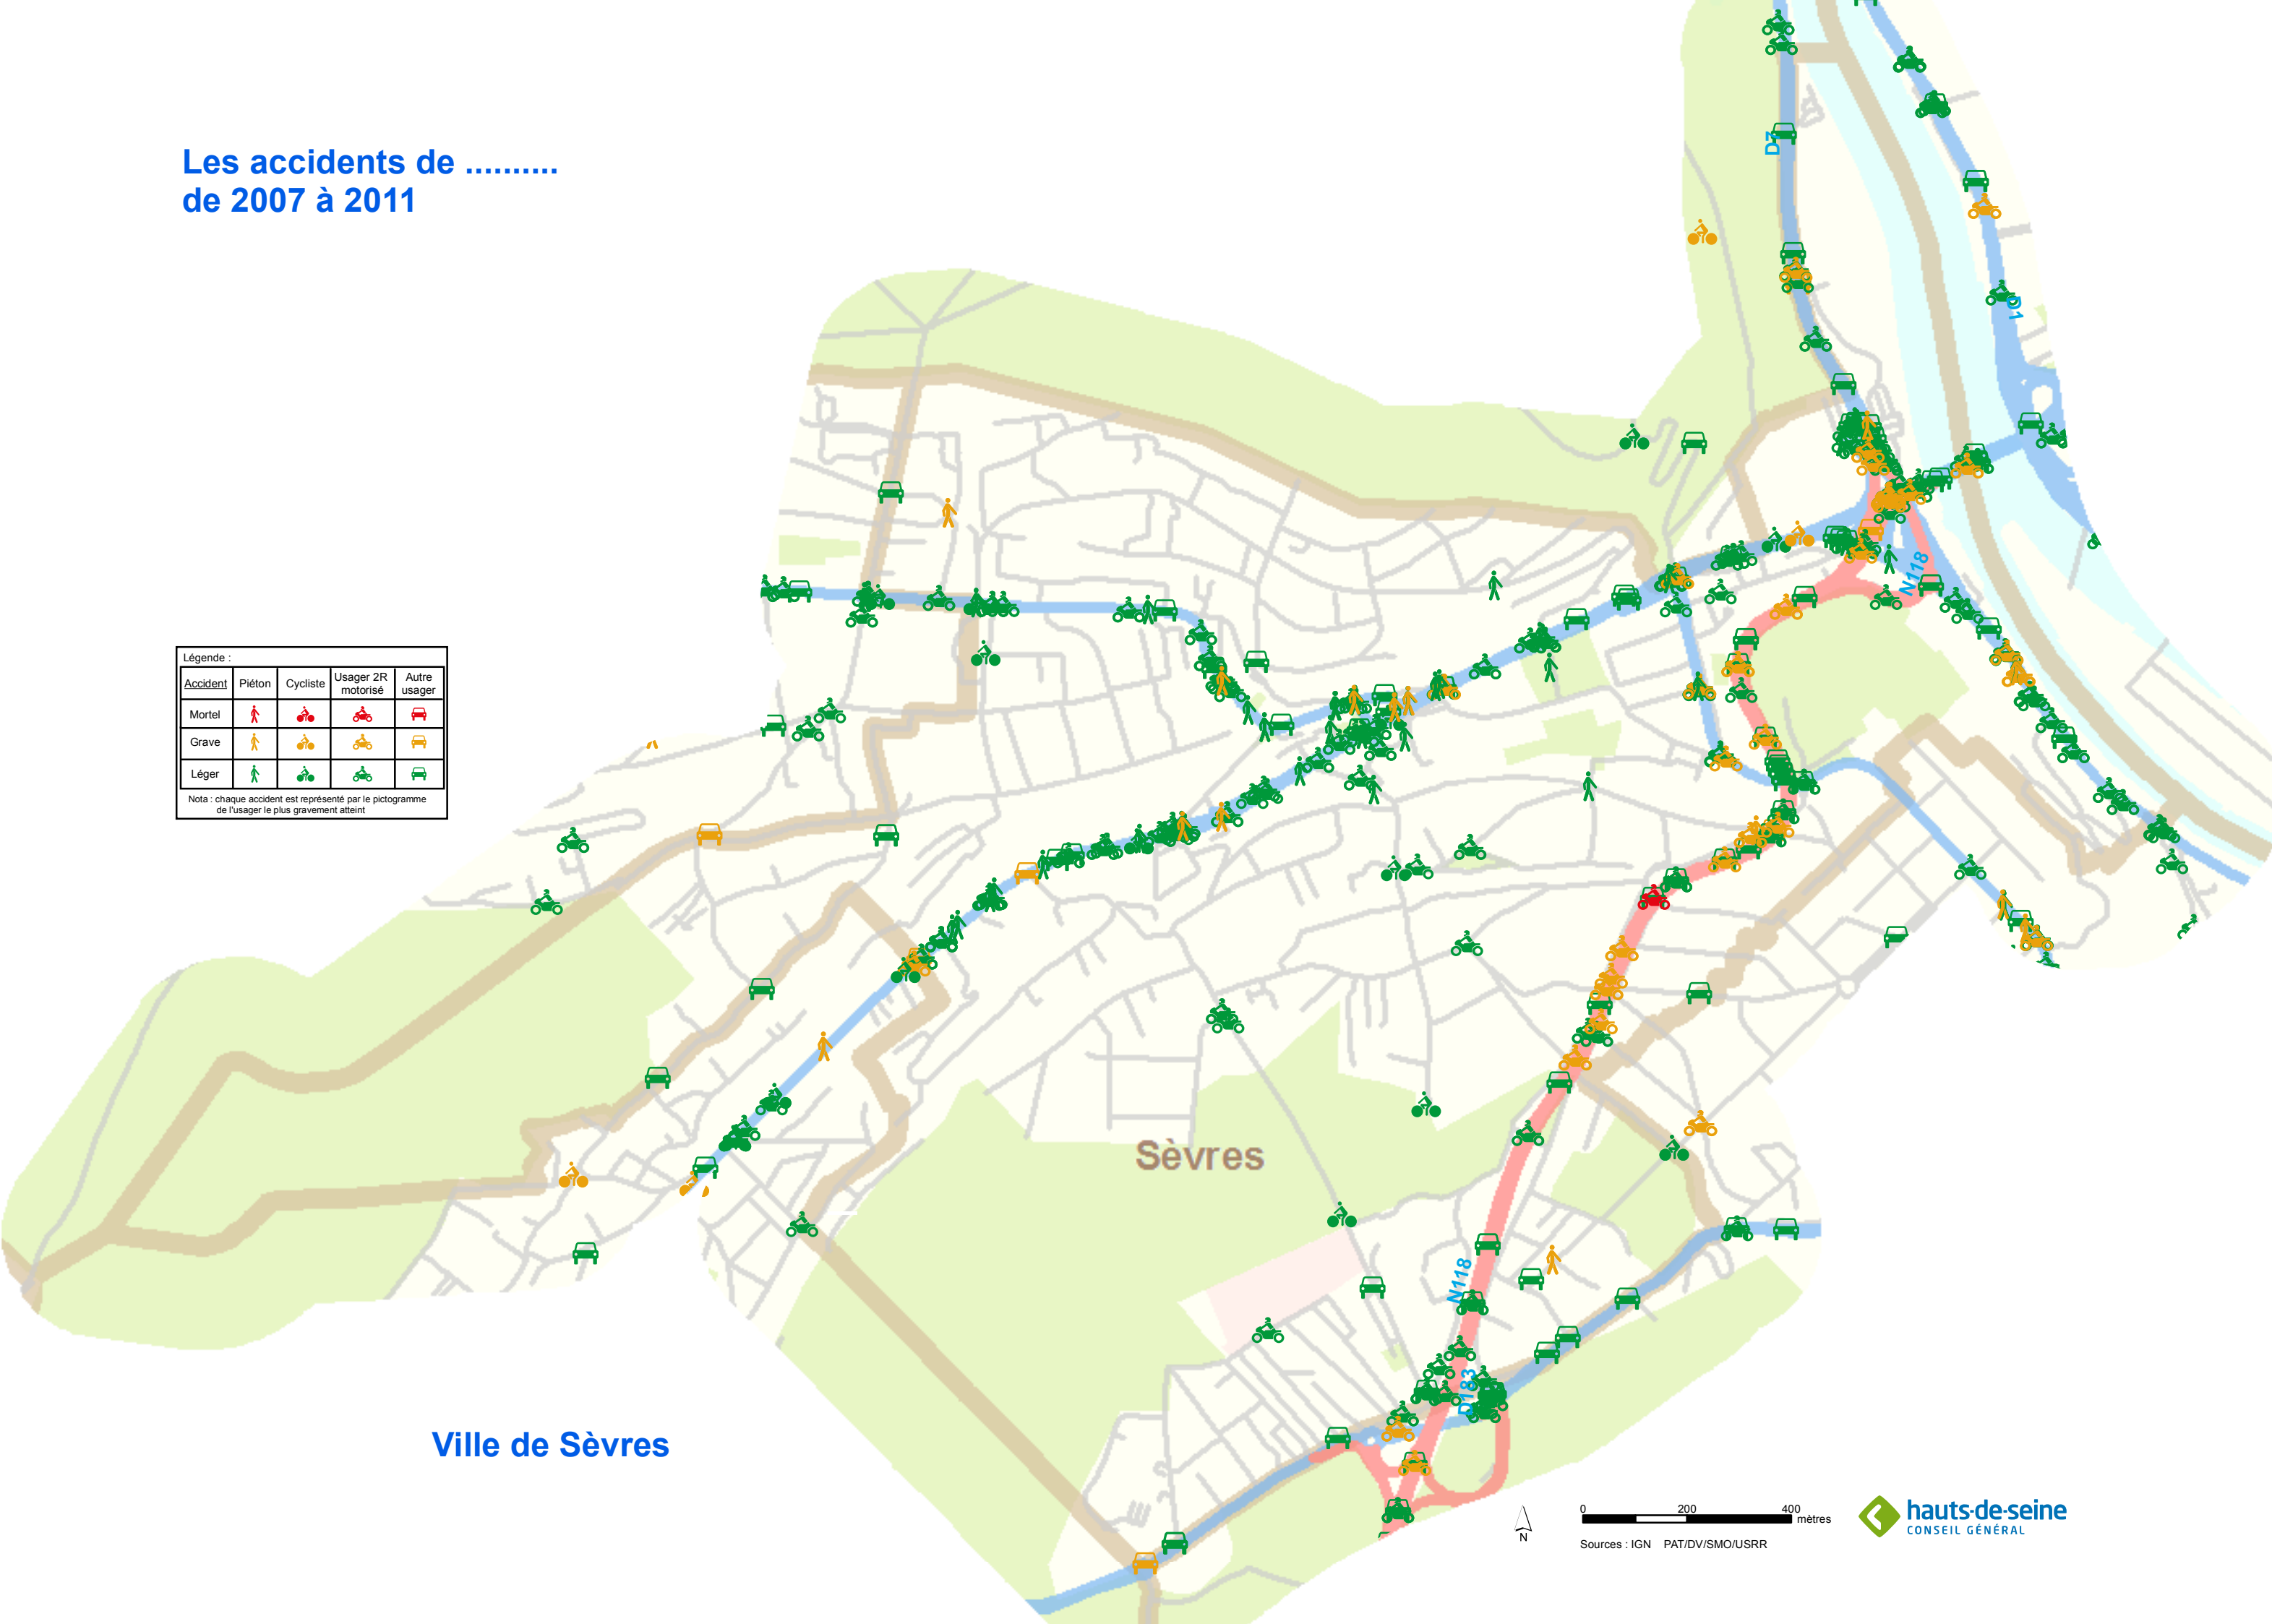 Les accidents de ..........
de 2007 à 2011
D7
D1
N118
Légende :
Accident Piéton Cycliste Usager 2R motorisé Autre usager
Mortel
Grave
Léger
Nota : chaque accident est représenté par le pictogramme
de l'usager le plus gravement atteint
Sèvres
N118
D183
Ville de Sèvres
N
0 200 400
mètres
Sources : IGN PAT/DV/SMO/USRR
hauts-de-seine
CONSEIL GÉNÉRAL